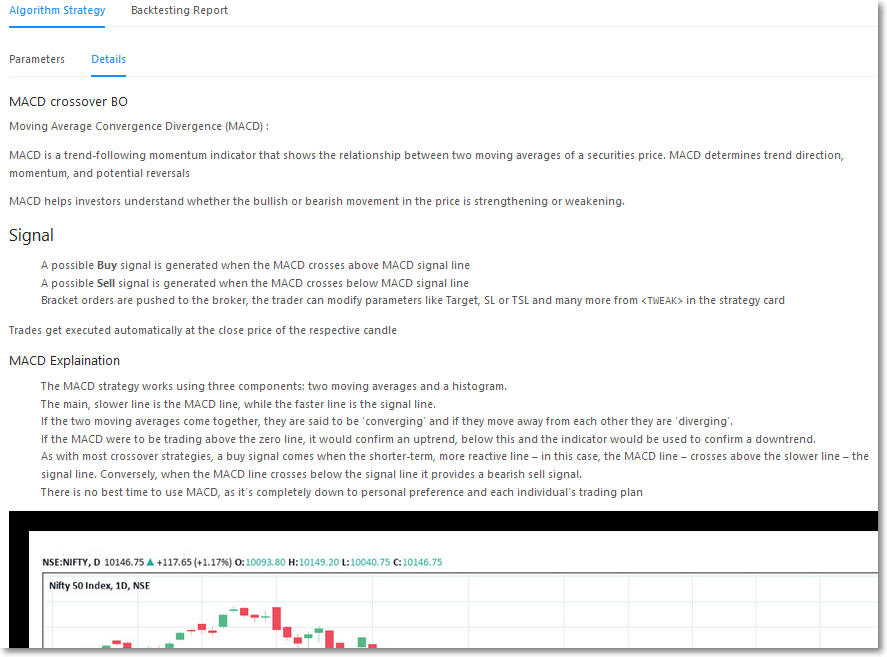 Algorithm Strategy Backtesting Report
Parameters Details
MACD crossover BO
Moving Average Convergence Divergence (MACD) :
MACD is a trend-following momentum indicator that shows the relationship between two moving averages of a securities price. MACD determines trend direction,
momentum, and potential reversals
MACD helps investors understand whether the bullish or bearish movement in the price is strengthening or weakening.
Signal
A possible Buy signal is generated when the MACD crosses above MACD signal line
A possible Sell signal is generated when the MACD crosses below MACD signal line
Bracket orders are pushed to the broker, the trader can modify parameters like Target, SL or TSL and many more from <TWEAK> in the strategy card
Trades get executed automatically at the close price of the respective candle
MACD Explaination
The MACD strategy works using three components: two moving averages and a histogram.
The main, slower line is the MACD line, while the faster line is the signal line.
If the two moving averages come together, they are said to be ‘converging’ and if they move away from each other they are ‘diverging’.
If the MACD were to be trading above the zero line, it would confirm an uptrend, below this and the indicator would be used to confirm a downtrend.
As with most crossover strategies, a buy signal comes when the shorter-term, more reactive line – in this case, the MACD line – crosses above the slower line – the
signal line. Conversely, when the MACD line crosses below the signal line it provides a bearish sell signal.
There is no best time to use MACD, as it’s completely down to personal preference and each individual’s trading plan
NSE:NIFTY, D 10146.75 ▲ +117.65 (+1.17%) O:10093.80 H:10149.20 L:10040.75 C:10146.75
Nifty 50 Index, 1D, NSE